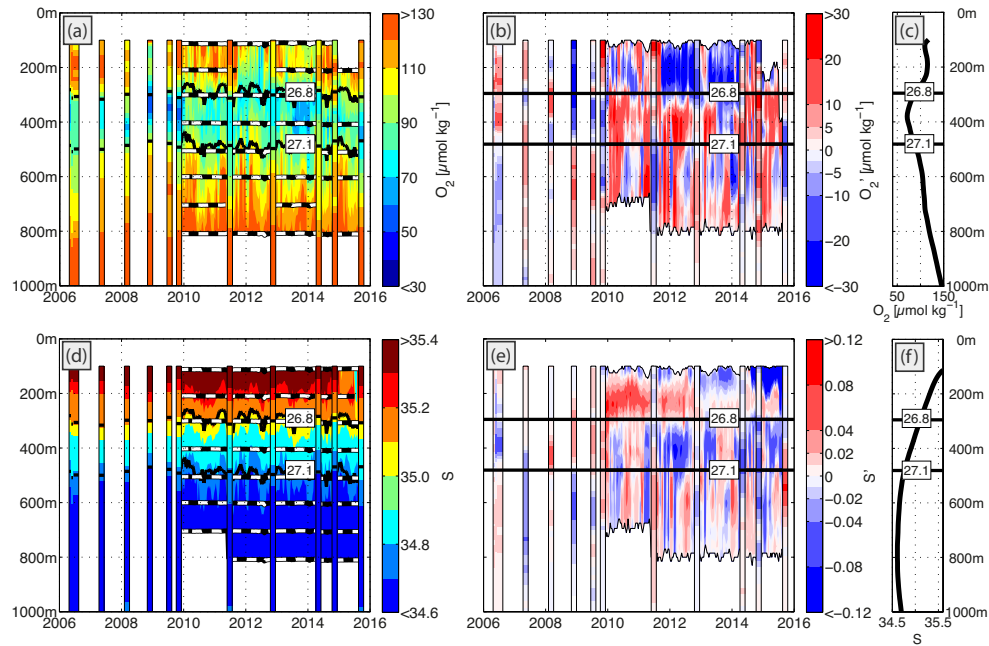 (a)
0m
200m
400m
600m
800m
1000m
2006 2008 2010 2012 2014 2016
26.8
27.1
>130
110
90
70
50
<30
O₂ [µmol kg⁻¹]
(b)
2006 2008 2010 2012 2014 2016
26.8
27.1
>30
20
10
5
0
−5
−10
−20
<−30
O₂' [µmol kg⁻¹]
(c)
0m
200m
400m
600m
800m
1000m
26.8
27.1
50 150
O₂ [µmol kg⁻¹]
(d)
0m
200m
400m
600m
800m
1000m
2006 2008 2010 2012 2014 2016
26.8
27.1
>35.4
35.2
35.0
34.8
<34.6
S
(e)
2006 2008 2010 2012 2014 2016
26.8
27.1
>0.12
0.08
0.04
0.02
0
−0.02
−0.04
−0.08
<−0.12
S'
(f)
0m
200m
400m
600m
800m
1000m
26.8
27.1
34.5 35.5
S